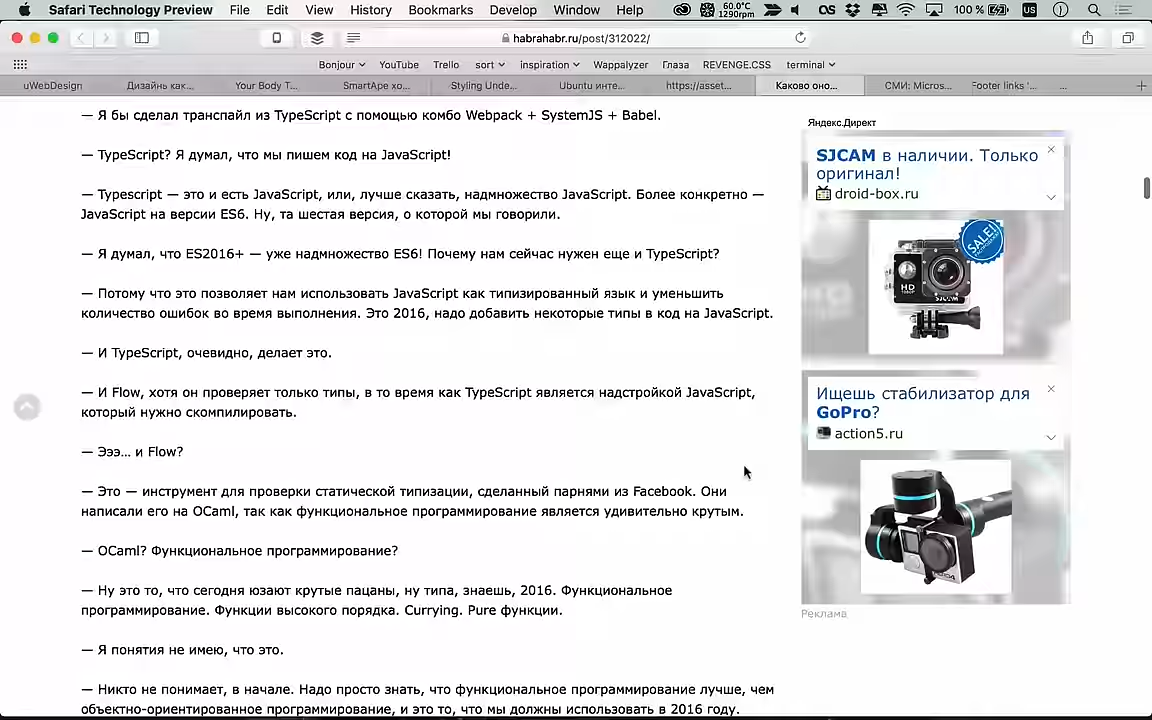 Safari Technology Preview File Edit View History Bookmarks Develop Window Help 60.0°C 1290rpm 100 % US
habrahabr.ru/post/312022/
Bonjour YouTube Trello sort inspiration Wappalyzer Глаза REVENGE.CSS terminal
uWebDesign Дизайнь как... Your Body T... SmartApe хо... Styling Unde... Ubuntu инте... https://asset... Каково оно... СМИ: Micros... Footer links '... ...
— Я бы сделал транспайл из TypeScript с помощью комбо Webpack + SystemJS + Babel.
— TypeScript? Я думал, что мы пишем код на JavaScript!
— Typescript — это и есть JavaScript, или, лучше сказать, надмножество JavaScript. Более конкретно —
JavaScript на версии ES6. Ну, та шестая версия, о которой мы говорили.
— Я думал, что ES2016+ — уже надмножество ES6! Почему нам сейчас нужен еще и TypeScript?
— Потому что это позволяет нам использовать JavaScript как типизированный язык и уменьшить
количество ошибок во время выполнения. Это 2016, надо добавить некоторые типы в код на JavaScript.
— И TypeScript, очевидно, делает это.
— И Flow, хотя он проверяет только типы, в то время как TypeScript является надстройкой JavaScript,
который нужно скомпилировать.
— Эээ... и Flow?
— Это — инструмент для проверки статической типизации, сделанный парнями из Facebook. Они
написали его на OCaml, так как функциональное программирование является удивительно крутым.
— OCaml? Функциональное программирование?
— Ну это то, что сегодня юзают крутые пацаны, ну типа, знаешь, 2016. Функциональное
программирование. Функции высокого порядка. Currying. Pure функции.
— Я понятия не имею, что это.
— Никто не понимает, в начале. Надо просто знать, что функциональное программирование лучше, чем
объектно-ориентированное программирование, и это то, что мы должны использовать в 2016 году.
Яндекс.Директ
SJCAM в наличии. Только
оригинал!
droid-box.ru
SALE!
HD
SJCAM
Ищешь стабилизатор для
GoPro?
action5.ru
Реклама